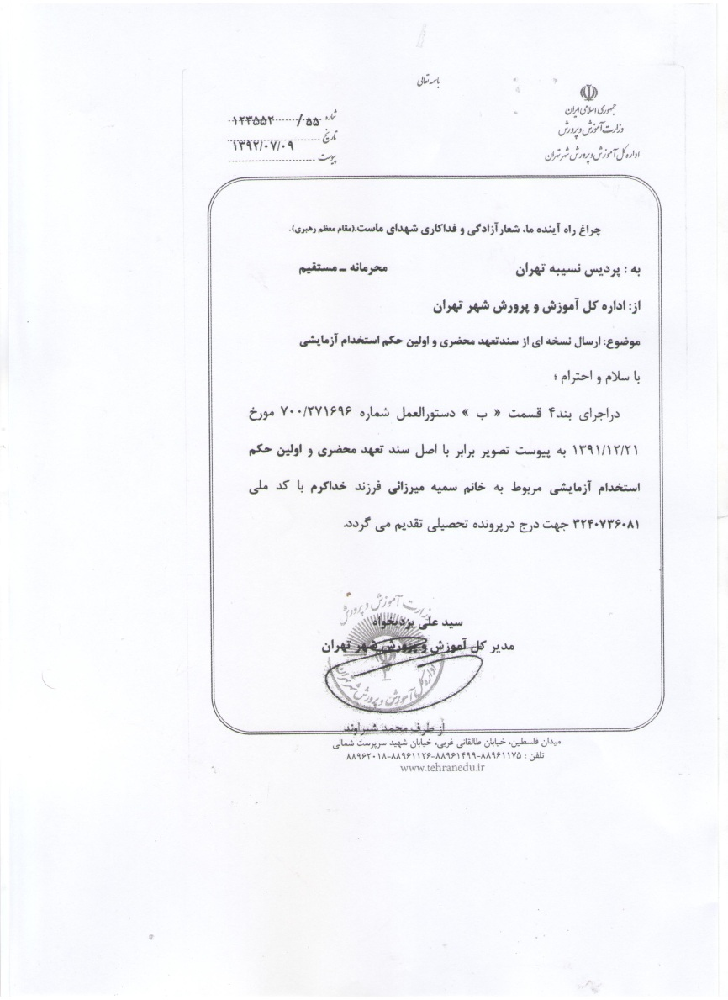 باسمه تعالی
جمهوری اسلامی ایران
وزارت آموزش و پرورش
اداره کل آموزش و پرورش شهر تهران
شماره ۱۲۳۵۵۲/۵۵
تاریخ ۱۳۹۲/۰۷/۰۹
پیوست
چراغ راه آینده ما، شعار آزادگی و فداکاری شهدای ماست.(مقام معظم رهبری).
به : پردیس نسیبه تهران محرمانه – مستقیم
از: اداره کل آموزش و پرورش شهر تهران
موضوع: ارسال نسخه ای از سندتعهد محضری و اولین حکم استخدام آزمایشی
با سلام و احترام ؛
دراجرای بند۴ قسمت « ب » دستورالعمل شماره ۷۰۰/۲۷۱۶۹۶ مورخ
۱۳۹۱/۱۲/۲۱ به پیوست تصویر برابر با اصل سند تعهد محضری و اولین حکم
استخدام آزمایشی مربوط به خانم سمیه میرزائی فرزند خداکرم با کد ملی
۳۲۴۰۷۳۶۰۸۱ جهت درج درپرونده تحصیلی تقدیم می گردد.
وزارت آموزش و پرورش
سید علی یزدیخواه
مدیر کل آموزش و پرورش شهر تهران
اداره کل آموزش و پرورش شهر تهران
از طرف محمد شیراوند
میدان فلسطین، خیابان طالقانی غربی، خیابان شهید سرپرست شمالی
تلفن : ۸۸۹۶۱۱۷۵-۸۸۹۶۱۴۹۹-۸۸۹۶۱۱۲۶-۸۸۹۶۲۰۱۸
www.tehranedu.ir